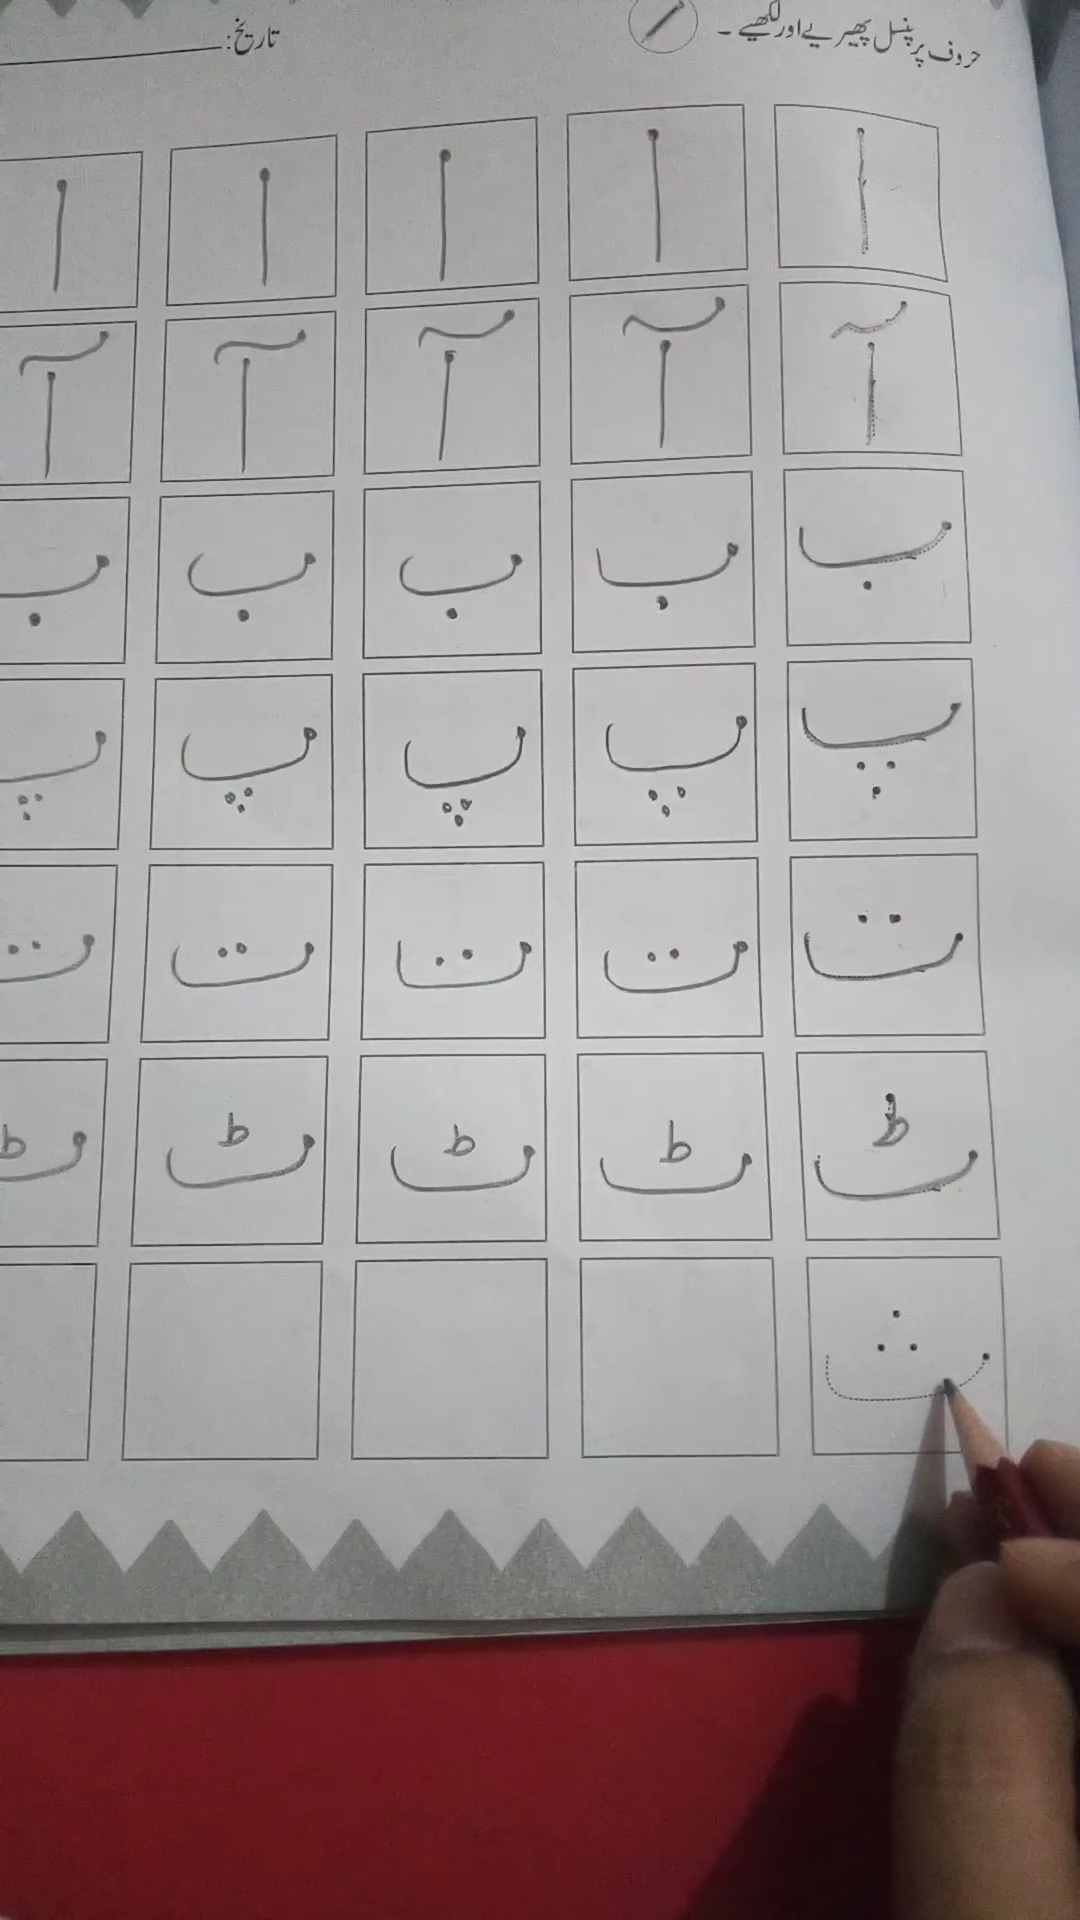 حروف پر پنسل پھیریے اور لکھیے۔
تاریخ:
ا ا ا ا ا
آ آ آ آ آ
ب ب ب ب ب
پ پ پ پ پ
ت ت ت ت ت
ٹ ٹ ٹ ٹ ٹ
ث